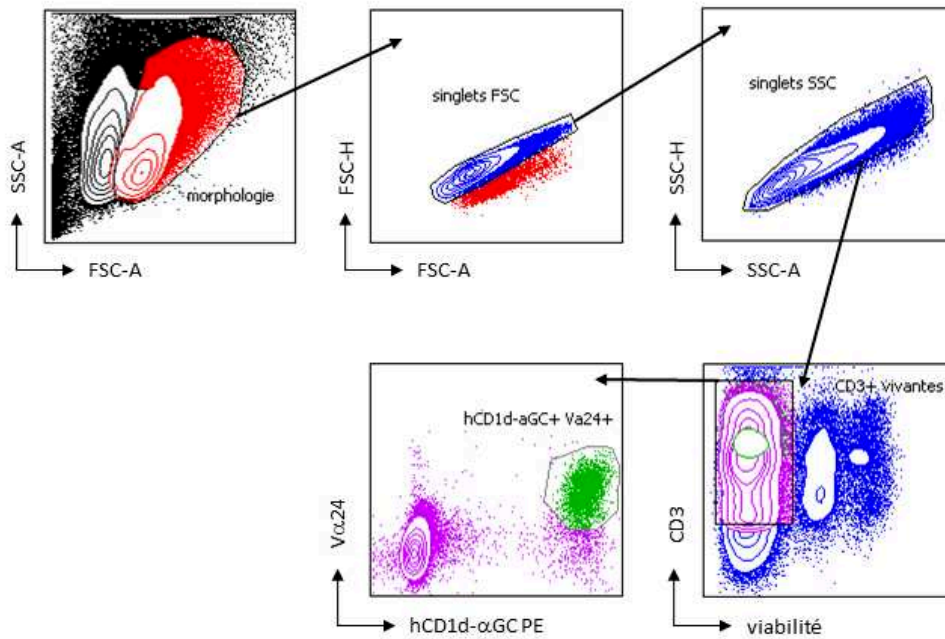 SSC-A
morphologie
FSC-A
FSC-H
singlets FSC
FSC-A
SSC-H
singlets SSC
SSC-A
Vα24
hCD1d-aGC+ Va24+
hCD1d-αGC PE
CD3
CD3+ vivantes
viabilité